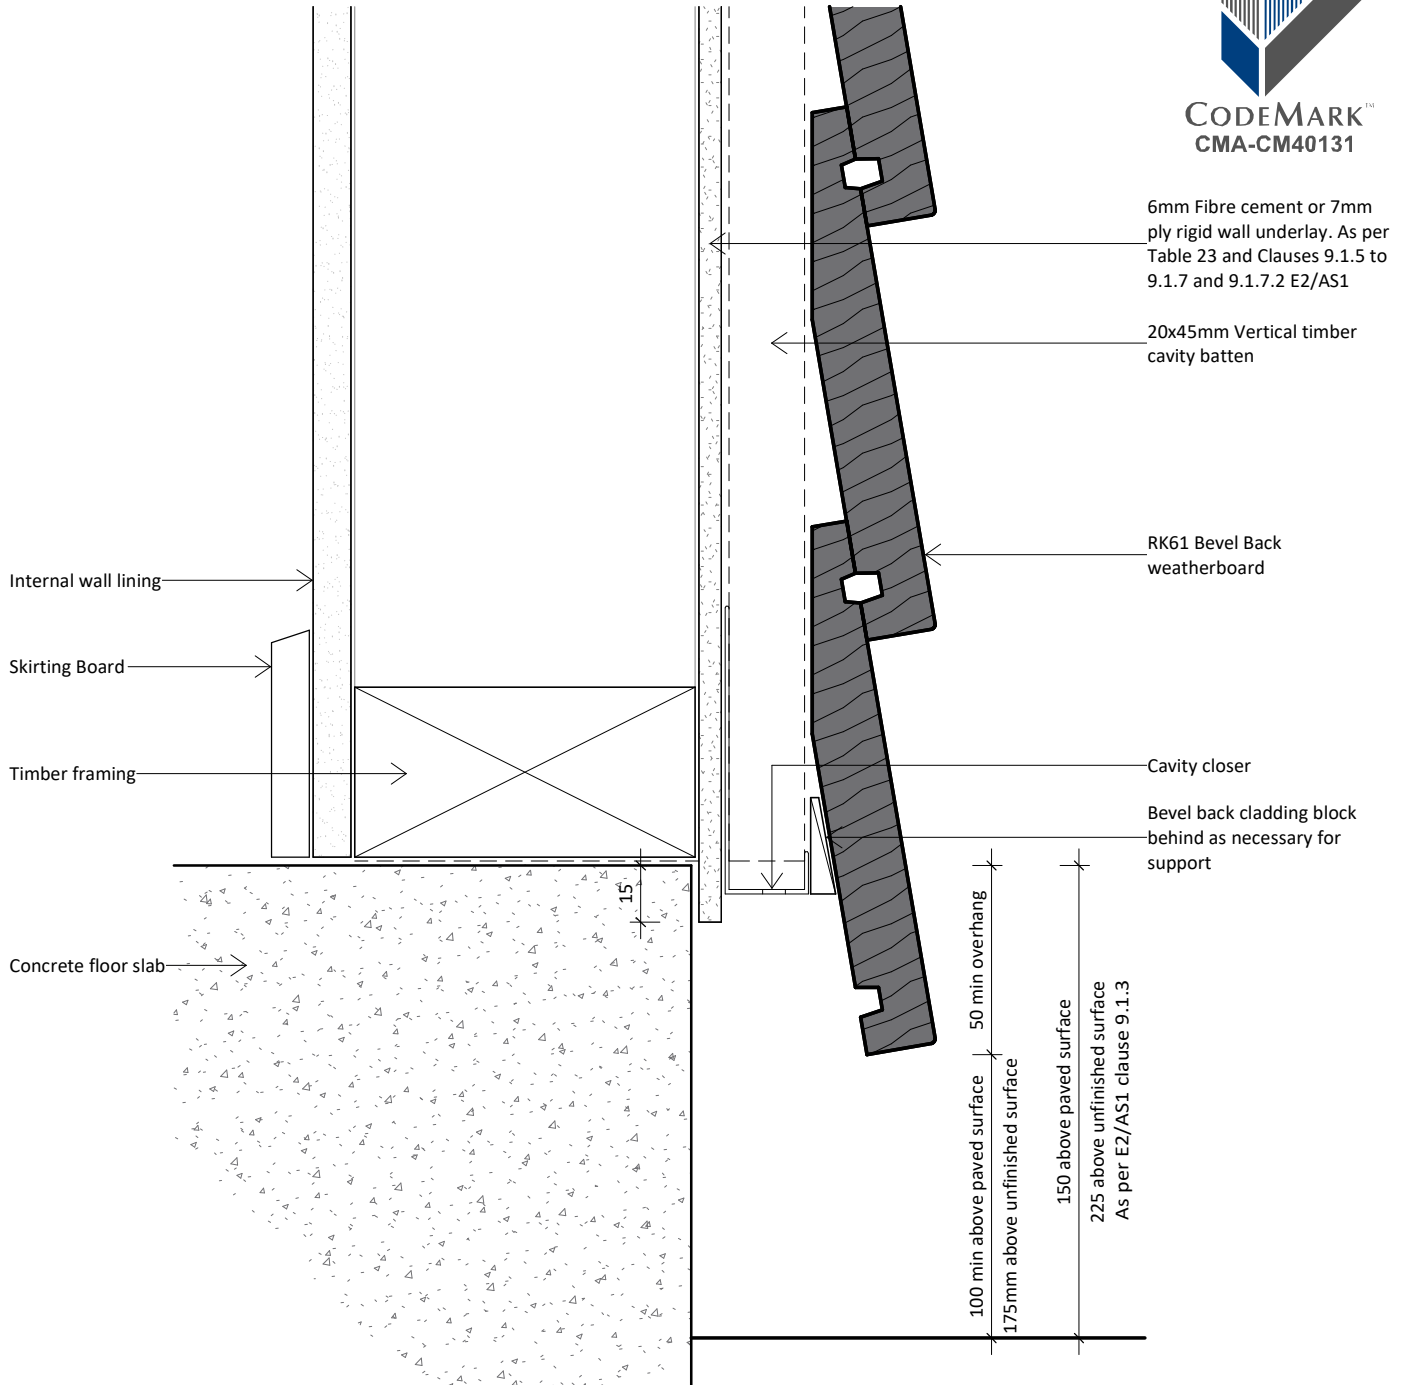 CODEMARK™
CMA-CM40131
6mm Fibre cement or 7mm
ply rigid wall underlay. As per
Table 23 and Clauses 9.1.5 to
9.1.7 and 9.1.7.2 E2/AS1
20x45mm Vertical timber
cavity batten
RK61 Bevel Back
weatherboard
Internal wall lining
Skirting Board
Timber framing
Cavity closer
Bevel back cladding block
behind as necessary for
support
15
Concrete floor slab
50 min overhang
100 min above paved surface
175mm above unfinished surface
150 above paved surface
225 above unfinished surface
As per E2/AS1 clause 9.1.3